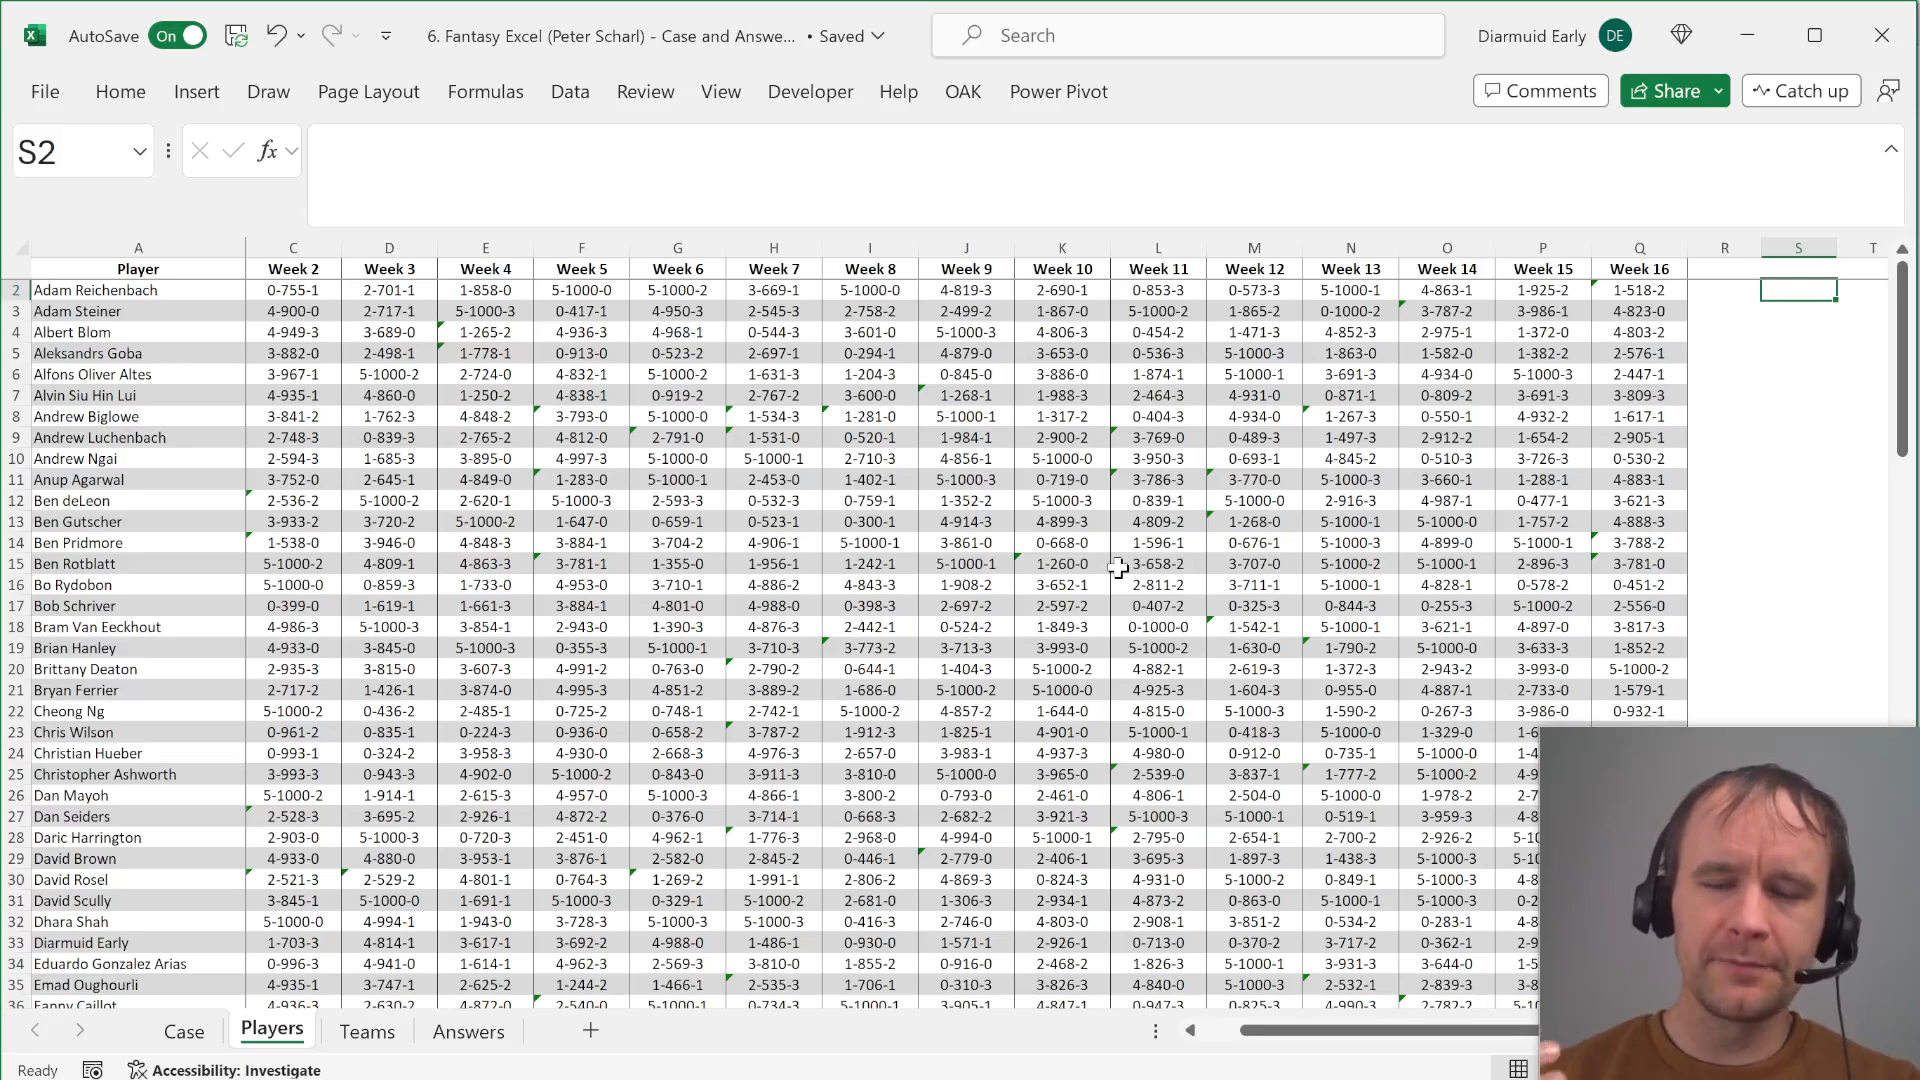 AutoSave On 6. Fantasy Excel (Peter Scharl) - Case and Answe... • Saved Search Diarmuid Early DE
File Home Insert Draw Page Layout Formulas Data Review View Developer Help OAK Power Pivot Comments Share Catch up
S2 fx
A C D E F G H I J K L M N O P Q R S T
Player Week 2 Week 3 Week 4 Week 5 Week 6 Week 7 Week 8 Week 9 Week 10 Week 11 Week 12 Week 13 Week 14 Week 15 Week 16
2 Adam Reichenbach 0-755-1 2-701-1 1-858-0 5-1000-0 5-1000-2 3-669-1 5-1000-0 4-819-3 2-690-1 0-853-3 0-573-3 5-1000-1 4-863-1 1-925-2 1-518-2
3 Adam Steiner 4-900-0 2-717-1 5-1000-3 0-417-1 4-950-3 2-545-3 2-758-2 2-499-2 1-867-0 5-1000-2 1-865-2 0-1000-2 3-787-2 3-986-1 4-823-0
4 Albert Blom 4-949-3 3-689-0 1-265-2 4-936-3 4-968-1 0-544-3 3-601-0 5-1000-3 4-806-3 0-454-2 1-471-3 4-852-3 2-975-1 1-372-0 4-803-2
5 Aleksandrs Goba 3-882-0 2-498-1 1-778-1 0-913-0 0-523-2 2-697-1 0-294-1 4-879-0 3-653-0 0-536-3 5-1000-3 1-863-0 1-582-0 1-382-2 2-576-1
6 Alfons Oliver Altes 3-967-1 5-1000-2 2-724-0 4-832-1 5-1000-2 1-631-3 1-204-3 0-845-0 3-886-0 1-874-1 5-1000-1 3-691-3 4-934-0 5-1000-3 2-447-1
7 Alvin Siu Hin Lui 4-935-1 4-860-0 1-250-2 4-838-1 0-919-2 2-767-2 3-600-0 1-268-1 1-988-3 2-464-3 4-931-0 0-871-1 0-809-2 3-691-3 3-809-3
8 Andrew Biglowe 3-841-2 1-762-3 4-848-2 3-793-0 5-1000-0 1-534-3 1-281-0 5-1000-1 1-317-2 0-404-3 4-934-0 1-267-3 0-550-1 4-932-2 1-617-1
9 Andrew Luchenbach 2-748-3 0-839-3 2-765-2 4-812-0 2-791-0 1-531-0 0-520-1 1-984-1 2-900-2 3-769-0 0-489-3 1-497-3 2-912-2 1-654-2 2-905-1
10 Andrew Ngai 2-594-3 1-685-3 3-895-0 4-997-3 5-1000-0 5-1000-1 2-710-3 4-856-1 5-1000-0 3-950-3 0-693-1 4-845-2 0-510-3 3-726-3 0-530-2
11 Anup Agarwal 3-752-0 2-645-1 4-849-0 1-283-0 5-1000-1 2-453-0 1-402-1 5-1000-3 0-719-0 3-786-3 3-770-0 5-1000-3 3-660-1 1-288-1 4-883-1
12 Ben deLeon 2-536-2 5-1000-2 2-620-1 5-1000-3 2-593-3 0-532-3 0-759-1 1-352-2 5-1000-3 0-839-1 5-1000-0 2-916-3 4-987-1 0-477-1 3-621-3
13 Ben Gutscher 3-933-2 3-720-2 5-1000-2 1-647-0 0-659-1 0-523-1 0-300-1 4-914-3 4-899-3 4-809-2 1-268-0 5-1000-1 5-1000-0 1-757-2 4-888-3
14 Ben Pridmore 1-538-0 3-946-0 4-848-3 3-884-1 3-704-2 4-906-1 5-1000-1 3-861-0 0-668-0 1-596-1 0-676-1 5-1000-3 4-899-0 5-1000-1 3-788-2
15 Ben Rotblatt 5-1000-2 4-809-1 4-863-3 3-781-1 1-355-0 1-956-1 1-242-1 5-1000-1 1-260-0 3-658-2 3-707-0 5-1000-2 5-1000-1 2-896-3 3-781-0
16 Bo Rydobon 5-1000-0 0-859-3 1-733-0 4-953-0 3-710-1 4-886-2 4-843-3 1-908-2 3-652-1 2-811-2 3-711-1 5-1000-1 4-828-1 0-578-2 0-451-2
17 Bob Schriver 0-399-0 1-619-1 1-661-3 3-884-1 4-801-0 4-988-0 0-398-3 2-697-2 2-597-2 0-407-2 0-325-3 0-844-3 0-255-3 5-1000-2 2-556-0
18 Bram Van Eeckhout 4-986-3 5-1000-3 3-854-1 2-943-0 1-390-3 4-876-3 2-442-1 0-524-2 1-849-3 0-1000-0 1-542-1 5-1000-1 3-621-1 4-897-0 3-817-3
19 Brian Hanley 4-933-0 3-845-0 5-1000-3 0-355-3 5-1000-1 3-710-3 3-773-2 3-713-3 3-993-0 5-1000-2 1-630-0 1-790-2 5-1000-0 3-633-3 1-852-2
20 Brittany Deaton 2-935-3 3-815-0 3-607-3 4-991-2 0-763-0 2-790-2 0-644-1 1-404-3 5-1000-2 4-882-1 2-619-3 1-372-3 2-943-2 3-993-0 5-1000-2
21 Bryan Ferrier 2-717-2 1-426-1 3-874-0 4-995-3 4-851-2 3-889-2 1-686-0 5-1000-2 5-1000-0 4-925-3 1-604-3 0-955-0 4-887-1 2-733-0 1-579-1
22 Cheong Ng 5-1000-2 0-436-2 2-485-1 0-725-2 0-748-1 2-742-1 5-1000-2 4-857-2 1-644-0 4-815-0 5-1000-3 1-590-2 0-267-3 3-986-0 0-932-1
23 Chris Wilson 0-961-2 0-835-1 0-224-3 0-936-0 0-658-2 3-787-2 1-912-3 1-825-1 4-901-0 5-1000-1 0-418-3 5-1000-0 1-329-0 1-6
24 Christian Hueber 0-993-1 0-324-2 3-958-3 4-930-0 2-668-3 4-976-3 2-657-0 3-983-1 4-937-3 4-980-0 0-912-0 0-735-1 5-1000-0 1-4
25 Christopher Ashworth 3-993-3 0-943-3 4-902-0 5-1000-2 0-843-0 3-911-3 3-810-0 5-1000-0 3-965-0 2-539-0 3-837-1 1-777-2 5-1000-2 4-9
26 Dan Mayoh 5-1000-2 1-914-1 2-615-3 4-957-0 5-1000-3 4-866-1 3-800-2 0-793-0 2-461-0 4-806-1 2-504-0 5-1000-0 1-978-2 2-7
27 Dan Seiders 2-528-3 3-695-2 2-926-1 4-872-2 0-376-0 3-714-1 0-668-3 2-682-2 3-921-3 5-1000-3 5-1000-1 0-519-1 3-959-3 4-8
28 Daric Harrington 2-903-0 5-1000-3 0-720-3 2-451-0 4-962-1 1-776-3 2-968-0 4-994-0 5-1000-1 2-795-0 2-654-1 2-700-2 2-926-2 5-10
29 David Brown 4-933-0 4-880-0 3-953-1 3-876-1 2-582-0 2-845-2 0-446-1 2-779-0 2-406-1 3-695-3 1-897-3 1-438-3 5-1000-3 5-10
30 David Rosel 2-521-3 2-529-2 4-801-1 0-764-3 1-269-2 1-991-1 2-806-2 4-869-3 0-824-3 4-931-0 5-1000-2 0-849-1 5-1000-3 4-8
31 David Scully 3-845-1 5-1000-0 1-691-1 5-1000-3 0-329-1 5-1000-2 2-681-0 1-306-3 2-934-1 4-873-2 0-863-0 5-1000-1 5-1000-3 0-2
32 Dhara Shah 5-1000-0 4-994-1 1-943-0 3-728-3 5-1000-3 5-1000-3 0-416-3 2-746-0 4-803-0 2-908-1 3-851-2 0-534-2 0-283-1 4-8
33 Diarmuid Early 1-703-3 4-814-1 3-617-1 3-692-2 4-988-0 1-486-1 0-930-0 1-571-1 2-926-1 0-713-0 0-370-2 3-717-2 0-362-1 2-9
34 Eduardo Gonzalez Arias 0-996-3 4-941-0 1-614-1 4-962-3 2-569-3 3-810-0 1-855-2 0-916-0 2-468-2 1-826-3 5-1000-1 3-931-3 3-644-0 1-5
35 Emad Oughourli 4-935-1 3-747-1 2-625-2 1-244-2 1-466-1 2-535-3 1-706-1 0-310-3 3-826-3 4-840-0 5-1000-3 2-532-1 2-839-3 3-8
36 Fanny Caillot 4-936-3 2-630-2 4-872-0 2-540-0 5-1000-1 0-734-3 5-1000-1 3-905-1 4-847-1 0-947-3 0-825-3 4-990-3 2-782-2 5-10
Case Players Teams Answers
Ready Accessibility: Investigate